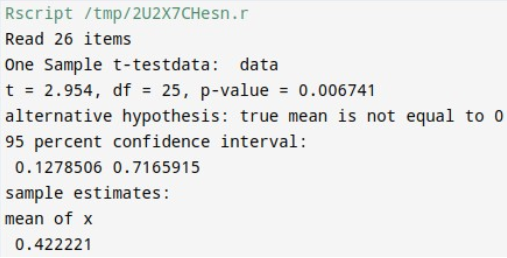 Rscript /tmp/2U2X7CHesn.r
Read 26 items
One Sample t-testdata:  data
t = 2.954, df = 25, p-value = 0.006741
alternative hypothesis: true mean is not equal to 0
95 percent confidence interval:
 0.1278506 0.7165915
sample estimates:
mean of x
 0.422221